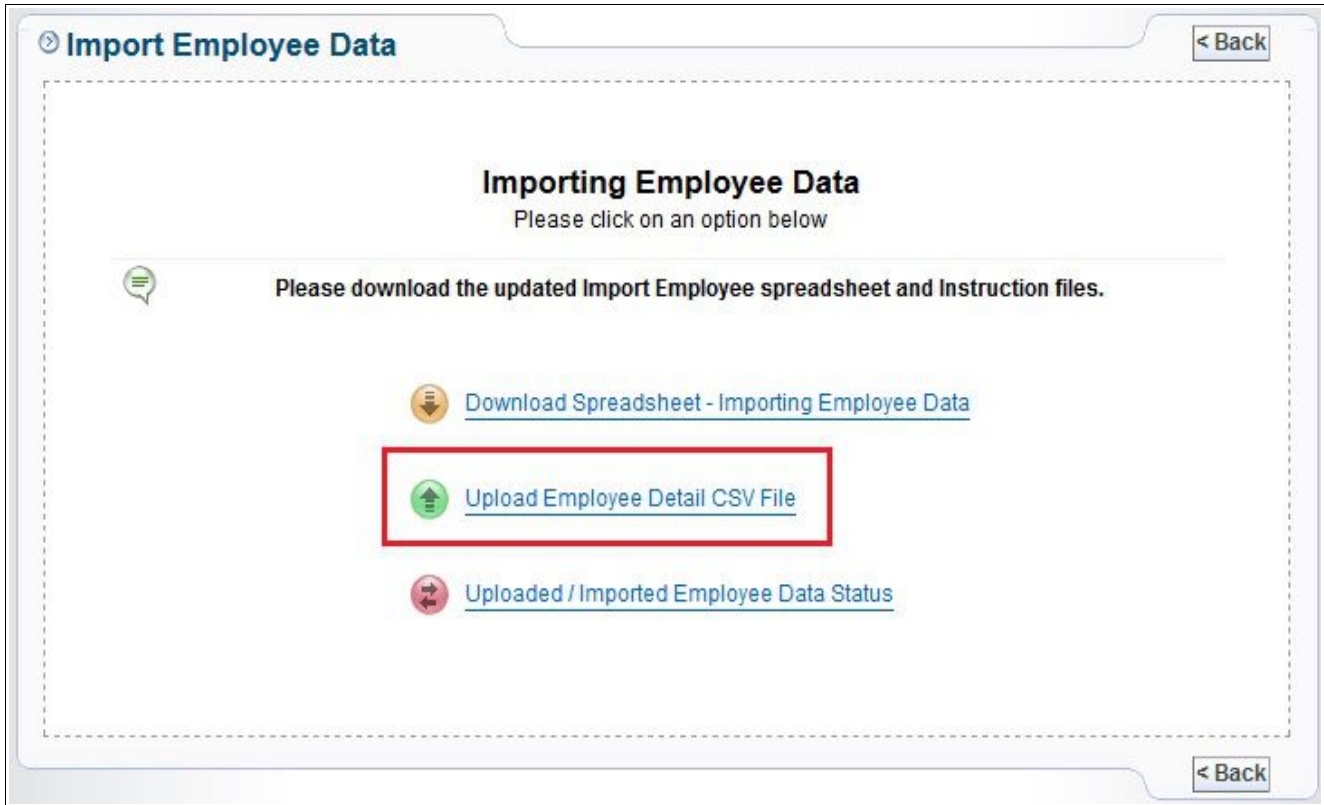 Import Employee Data
< Back
Importing Employee Data
Please click on an option below
Please download the updated Import Employee spreadsheet and Instruction files.
Download Spreadsheet - Importing Employee Data
Upload Employee Detail CSV File
Uploaded / Imported Employee Data Status
< Back